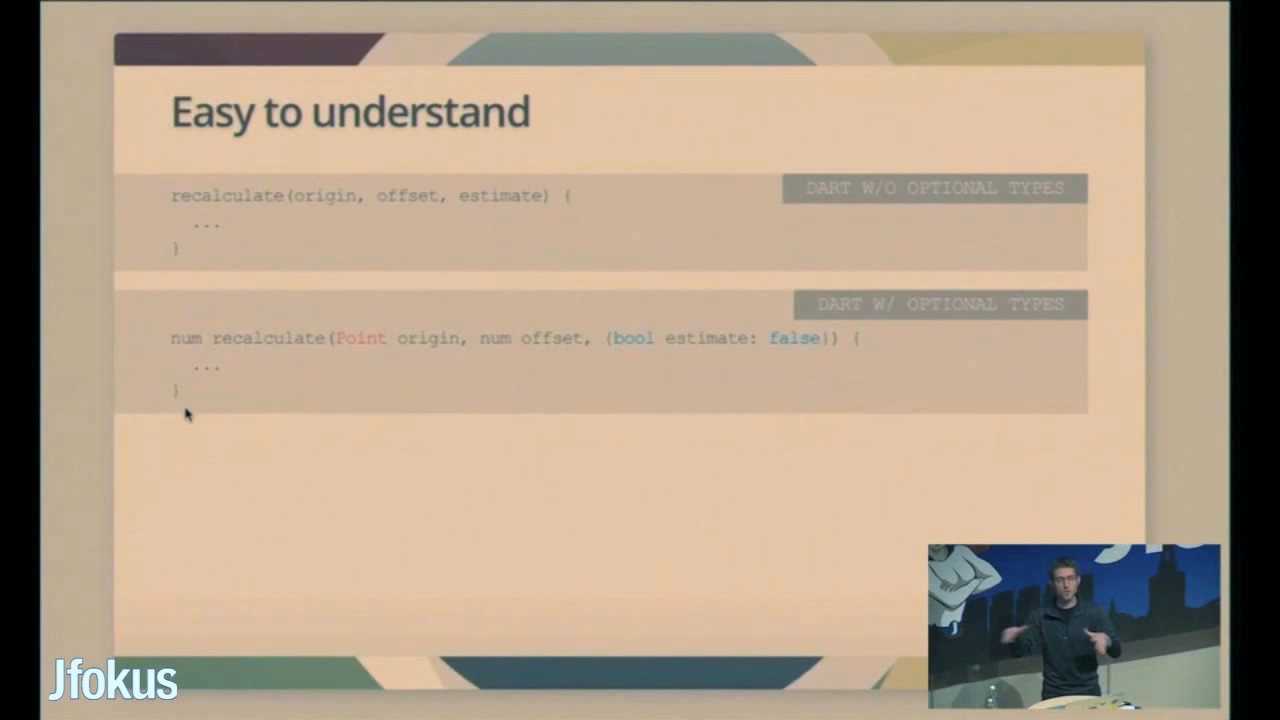 Easy to understand
DART W/O OPTIONAL TYPES
recalculate(origin, offset, estimate) {
...
}
DART W/ OPTIONAL TYPES
num recalculate(Point origin, num offset, {bool estimate: false}) {
...
}
Jfokus